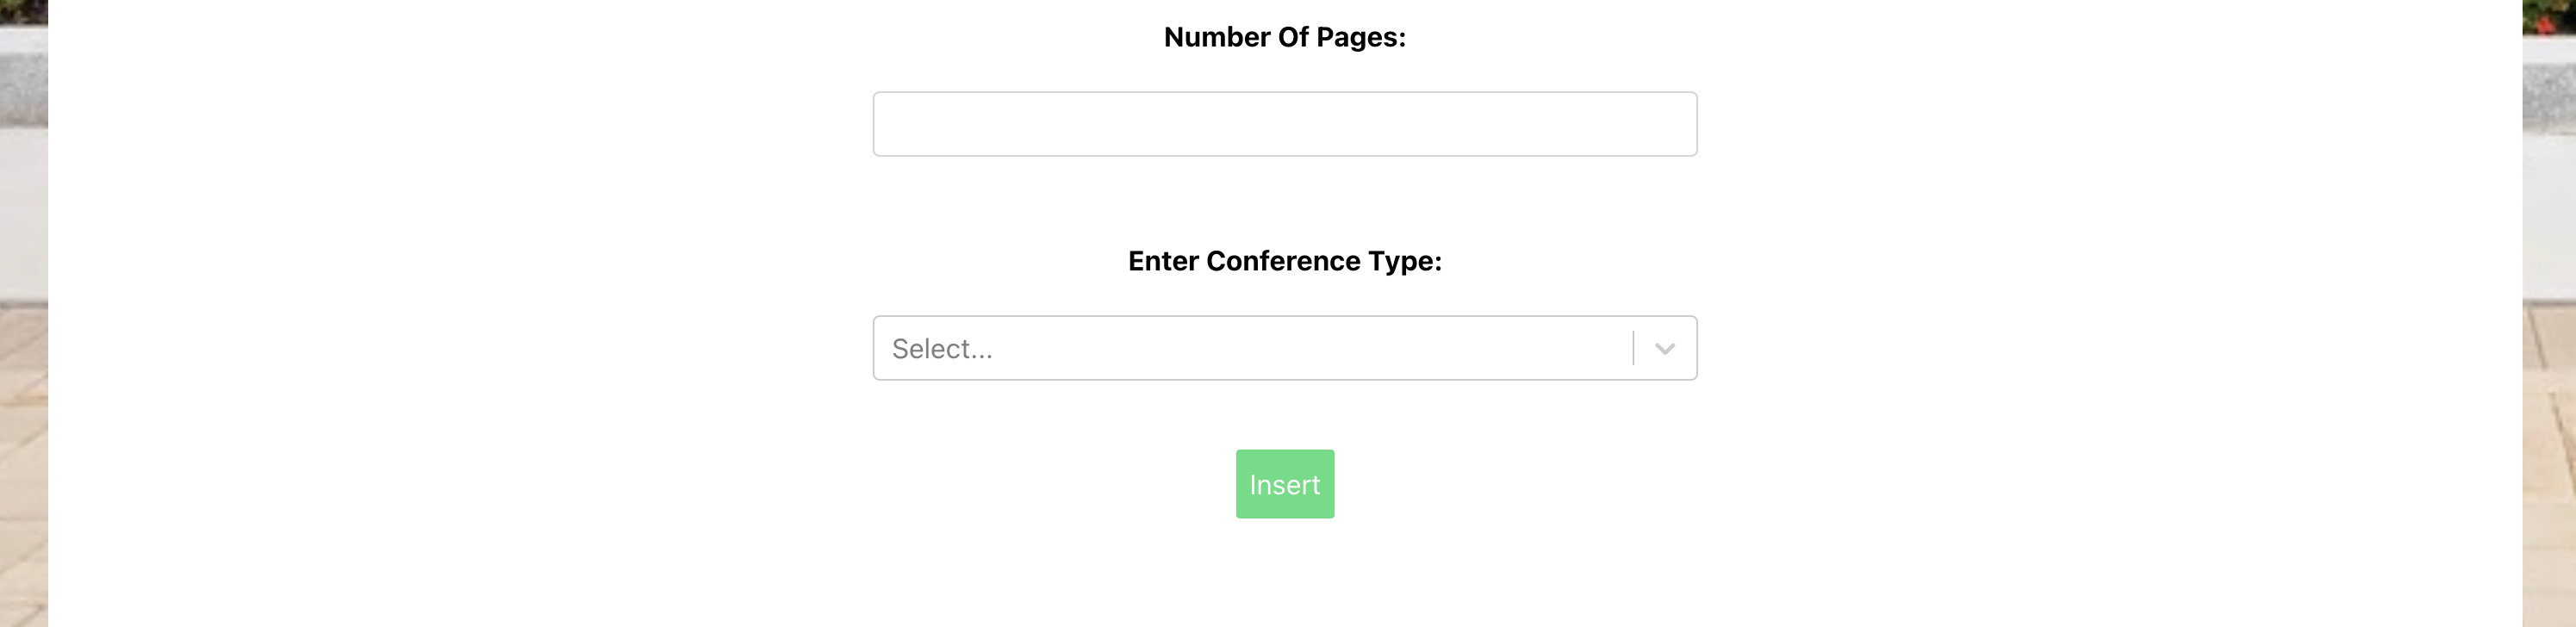 Number Of Pages:
Enter Conference Type:
Select...
Insert